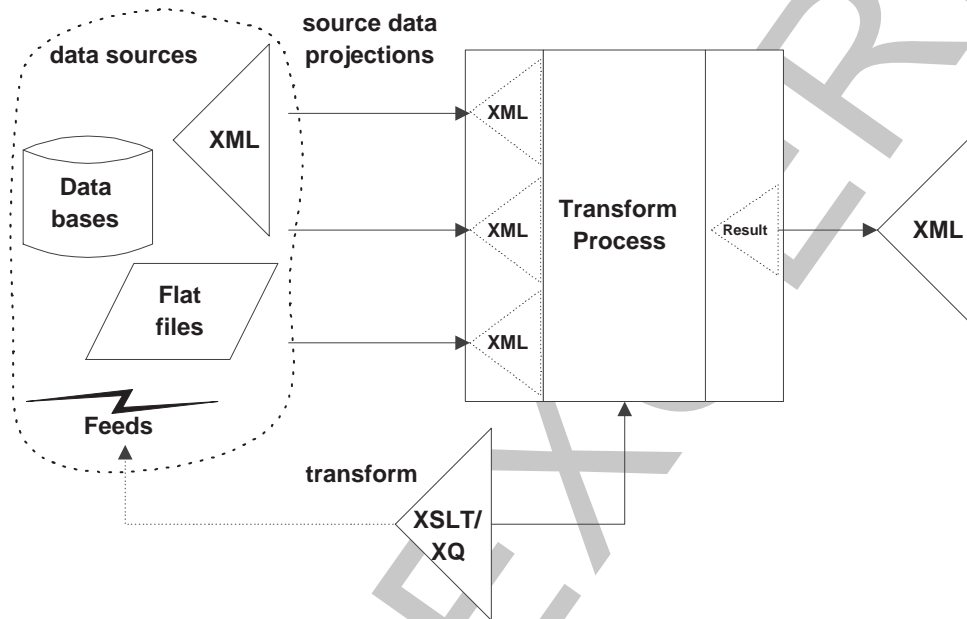 data sources
source data
projections
XML
Data
bases
Flat
files
Feeds
XML
XML
XML
Transform
Process
Result
XML
transform
XSLT/
XQ